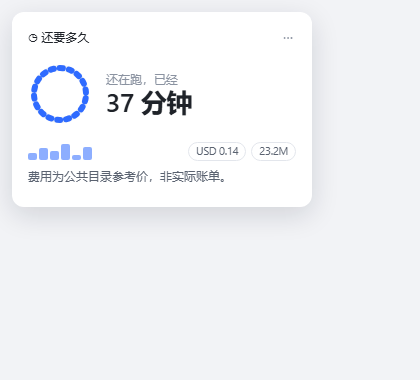 还要多久
···
还在跑，已经
37 分钟
USD 0.14
23.2M
费用为公共目录参考价，非实际账单。